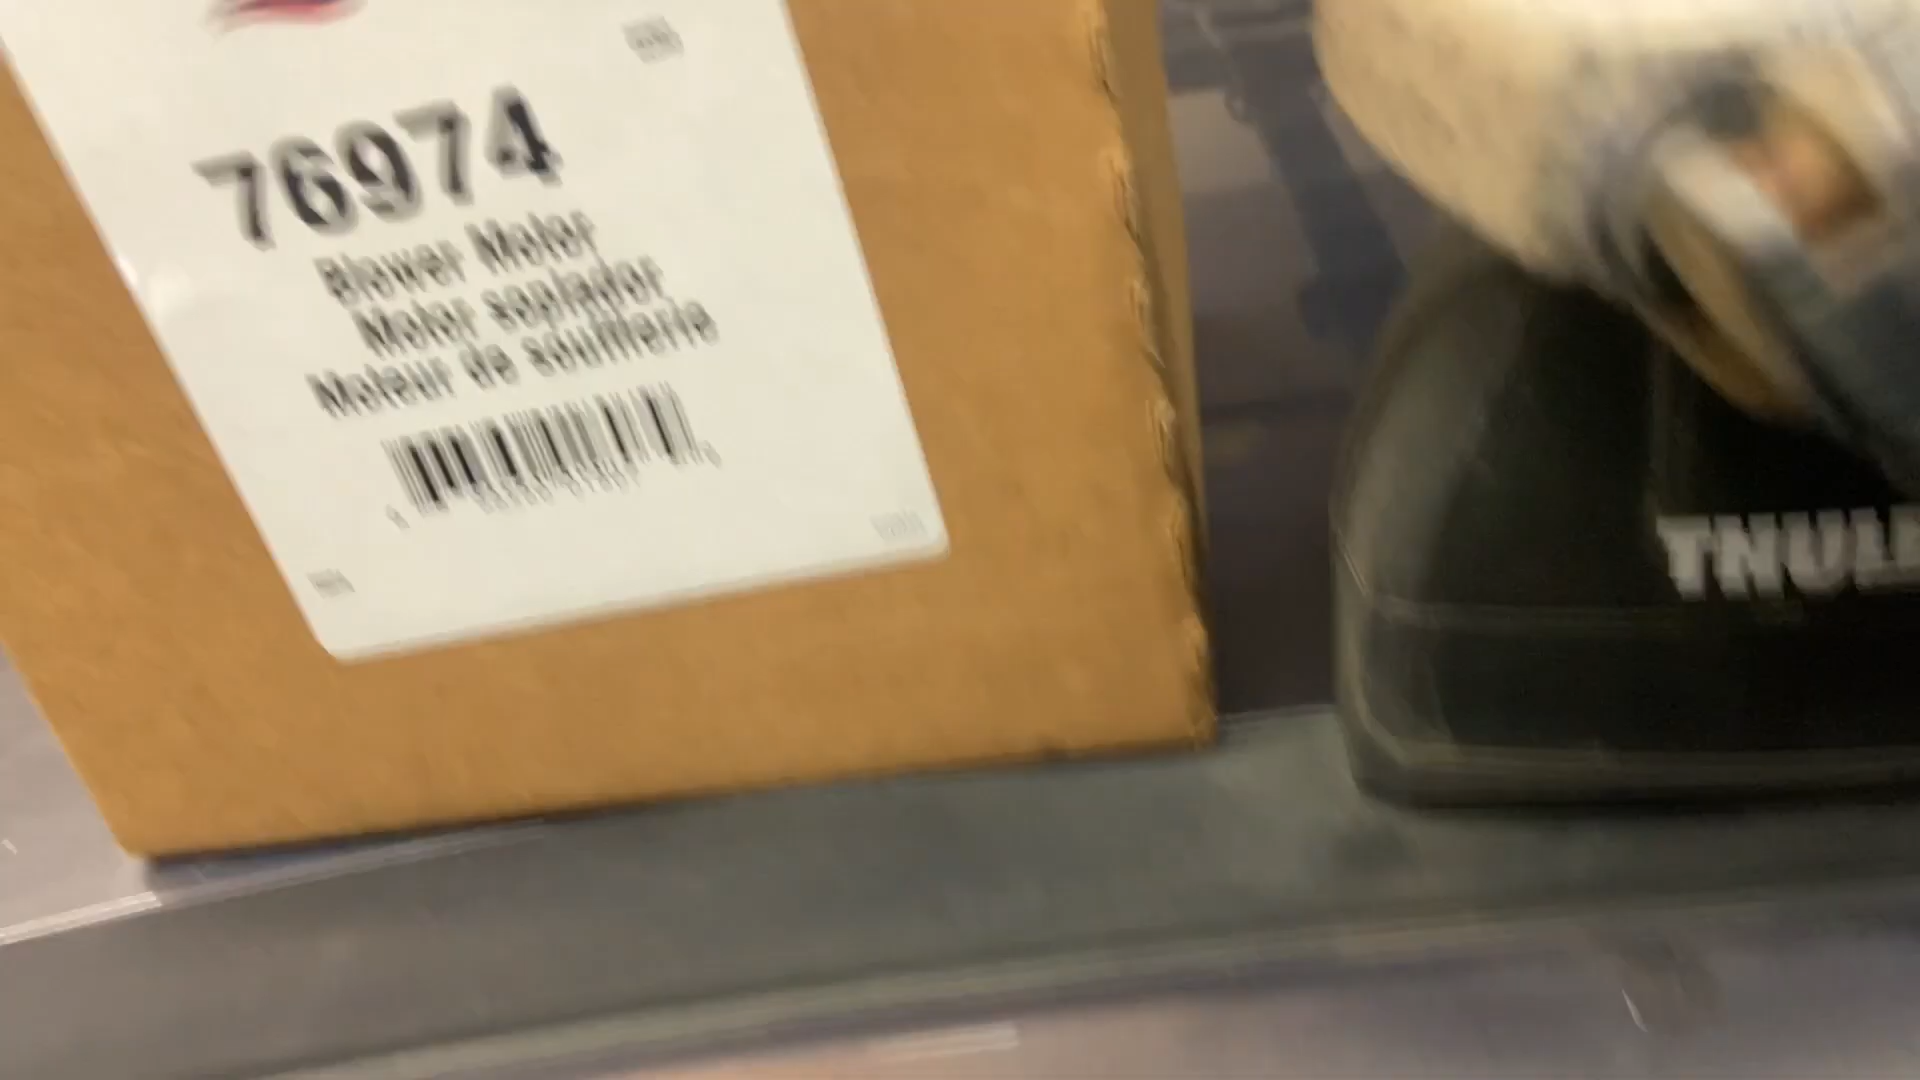 76974
Blower Motor
Motor soplador
Moteur de soufflerie
THUL